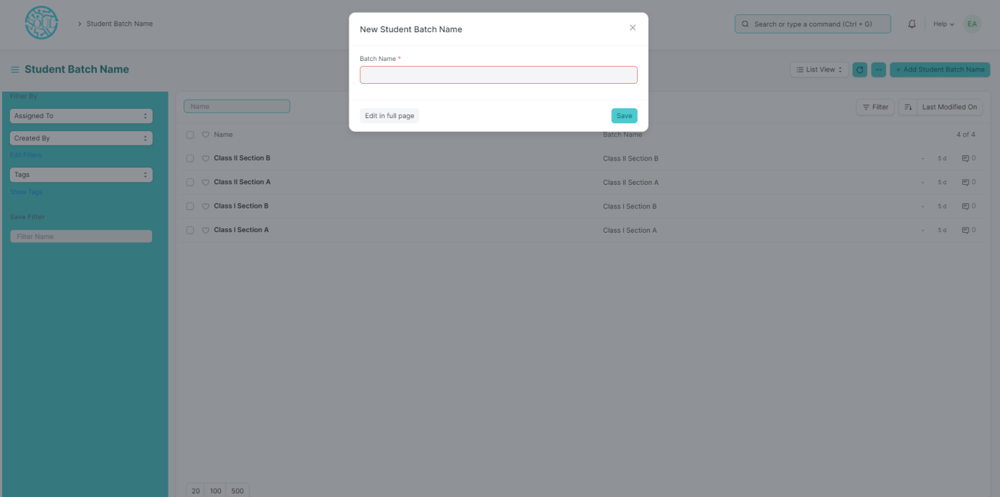 SOUL
Student Batch Name
Search or type a command (Ctrl + G)
Help
EA
New Student Batch Name
Batch Name *
Edit in full page
Save
Student Batch Name
List View
+ Add Student Batch Name
Filter By
Assigned To
Created By
Edit Filters
Tags
Show Tags
Save Filter
Filter Name
Name
Filter
Last Modified On
Name Batch Name 4 of 4
Class II Section B Class II Section B - 5 d 0
Class II Section A Class II Section A - 5 d 0
Class I Section B Class I Section B - 5 d 0
Class I Section A Class I Section A - 5 d 0
20 100 500